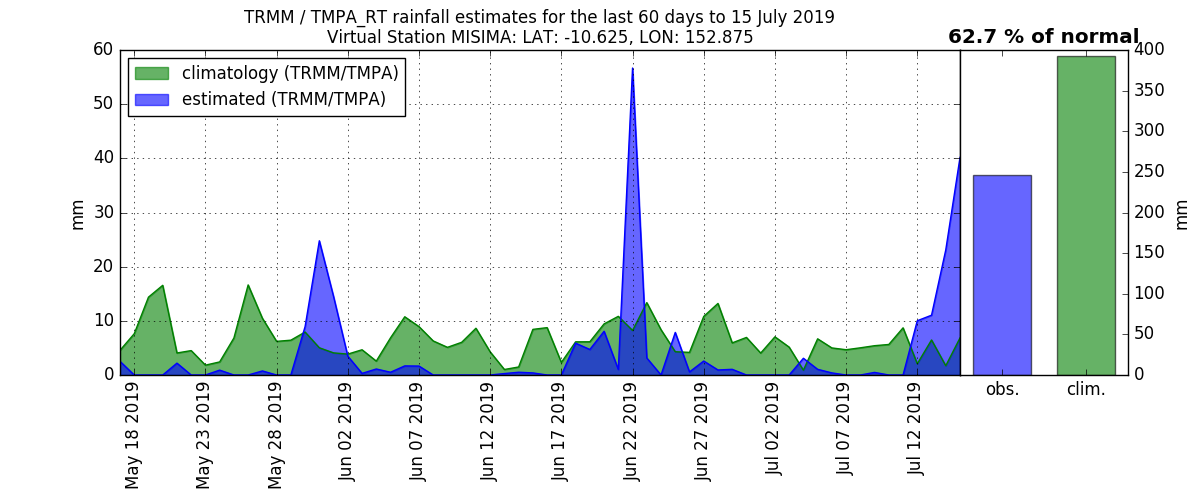 TRMM / TMPA_RT rainfall estimates for the last 60 days to 15 July 2019
Virtual Station MISIMA: LAT: -10.625, LON: 152.875
62.7 % of normal
climatology (TRMM/TMPA)
estimated (TRMM/TMPA)
60
50
40
30
20
10
0
mm
May 18 2019
May 23 2019
May 28 2019
Jun 02 2019
Jun 07 2019
Jun 12 2019
Jun 17 2019
Jun 22 2019
Jun 27 2019
Jul 02 2019
Jul 07 2019
Jul 12 2019
400
350
300
250
200
150
100
50
0
mm
obs.
clim.